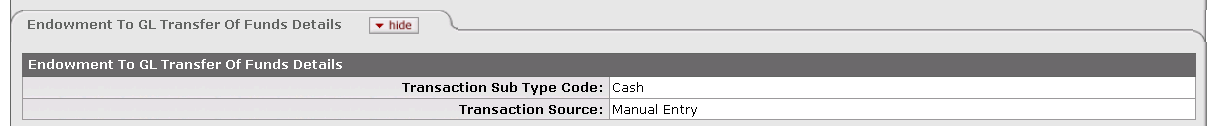 Endowment To GL Transfer Of Funds Details hide
Endowment To GL Transfer Of Funds Details
Transaction Sub Type Code: Cash
Transaction Source: Manual Entry